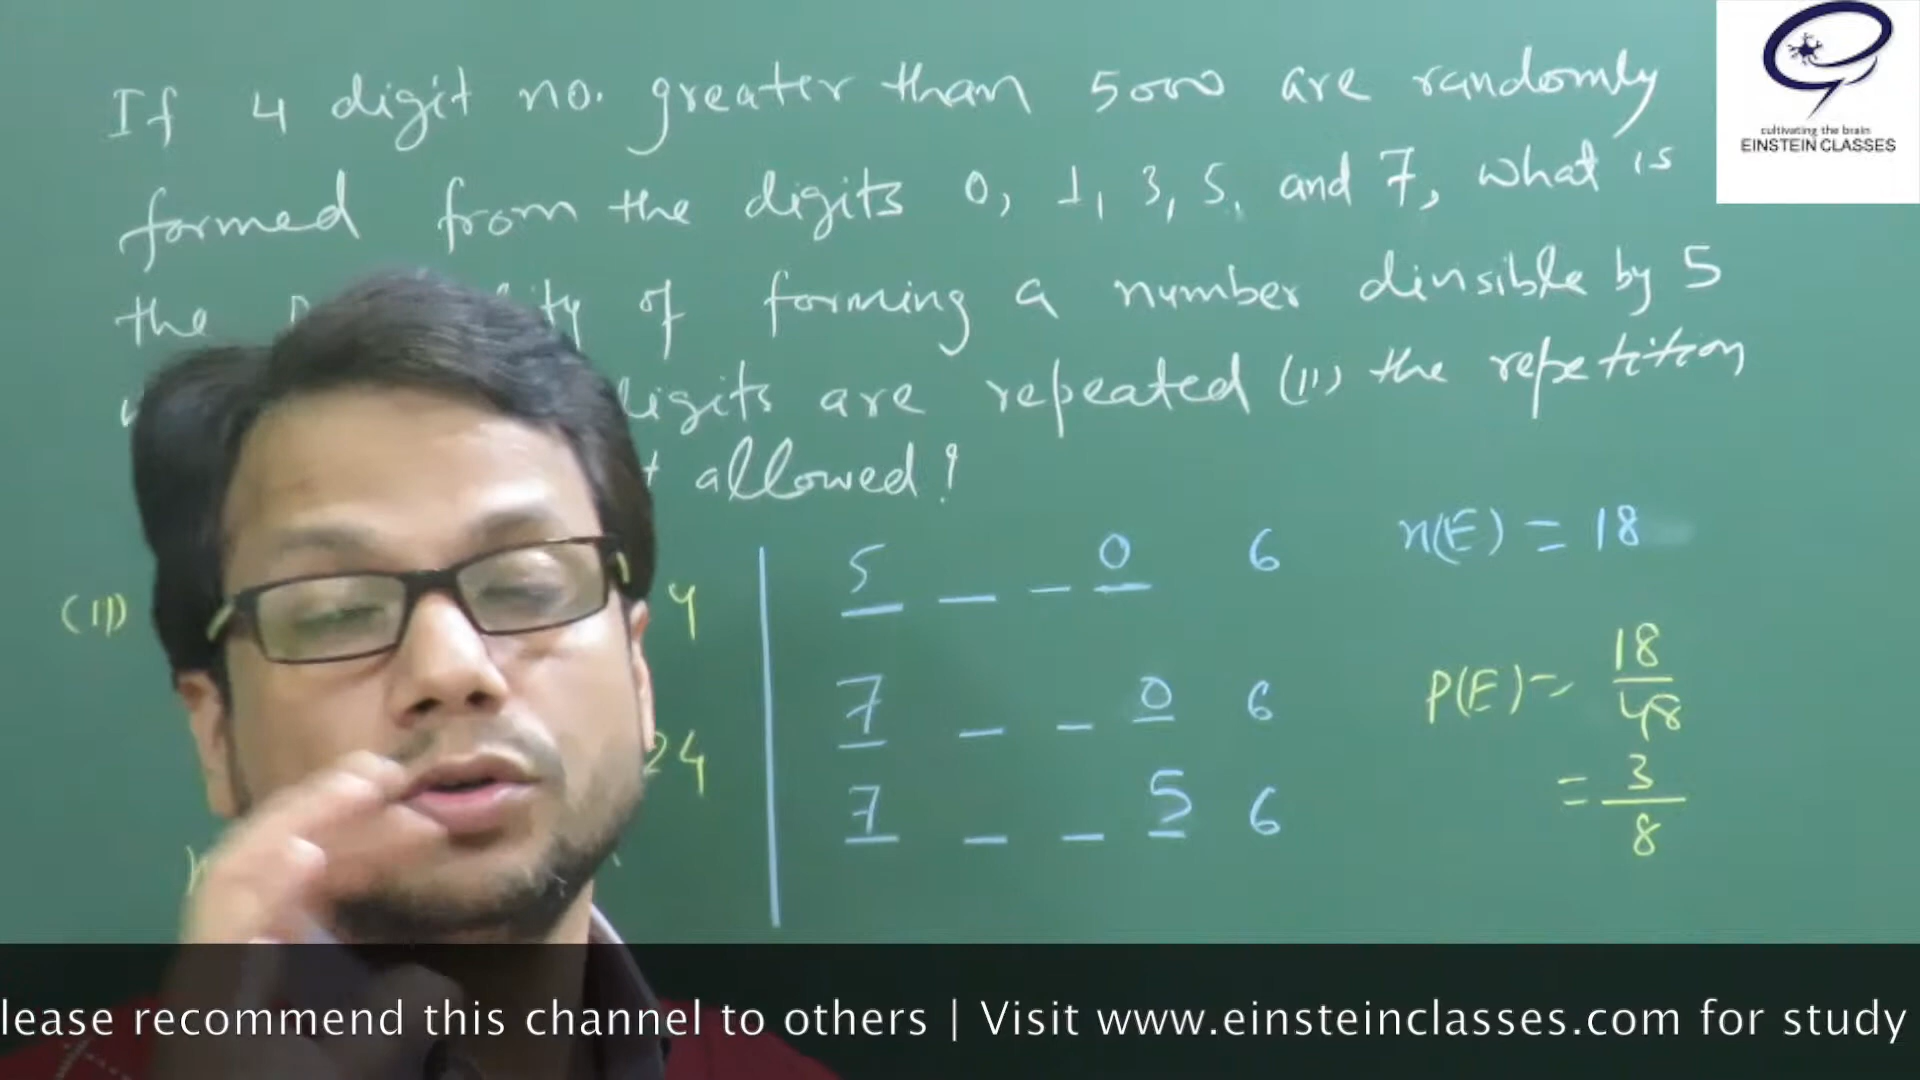 If 4 digit no. greater than 5000 are randomly
formed from the digits 0, 1, 3, 5, and 7, what is
the of forming a number divisible by 5
digits are repeated (ii) the repetition
allowed?
(11)
4
24
5 _ _ 0 6
7 _ _ 0 6
7 _ _ 5 6
n(E) = 18
P(E) = 18/48
= 3/8
cultivating the brain
EINSTEIN CLASSES
lease recommend this channel to others | Visit www.einsteinclasses.com for study